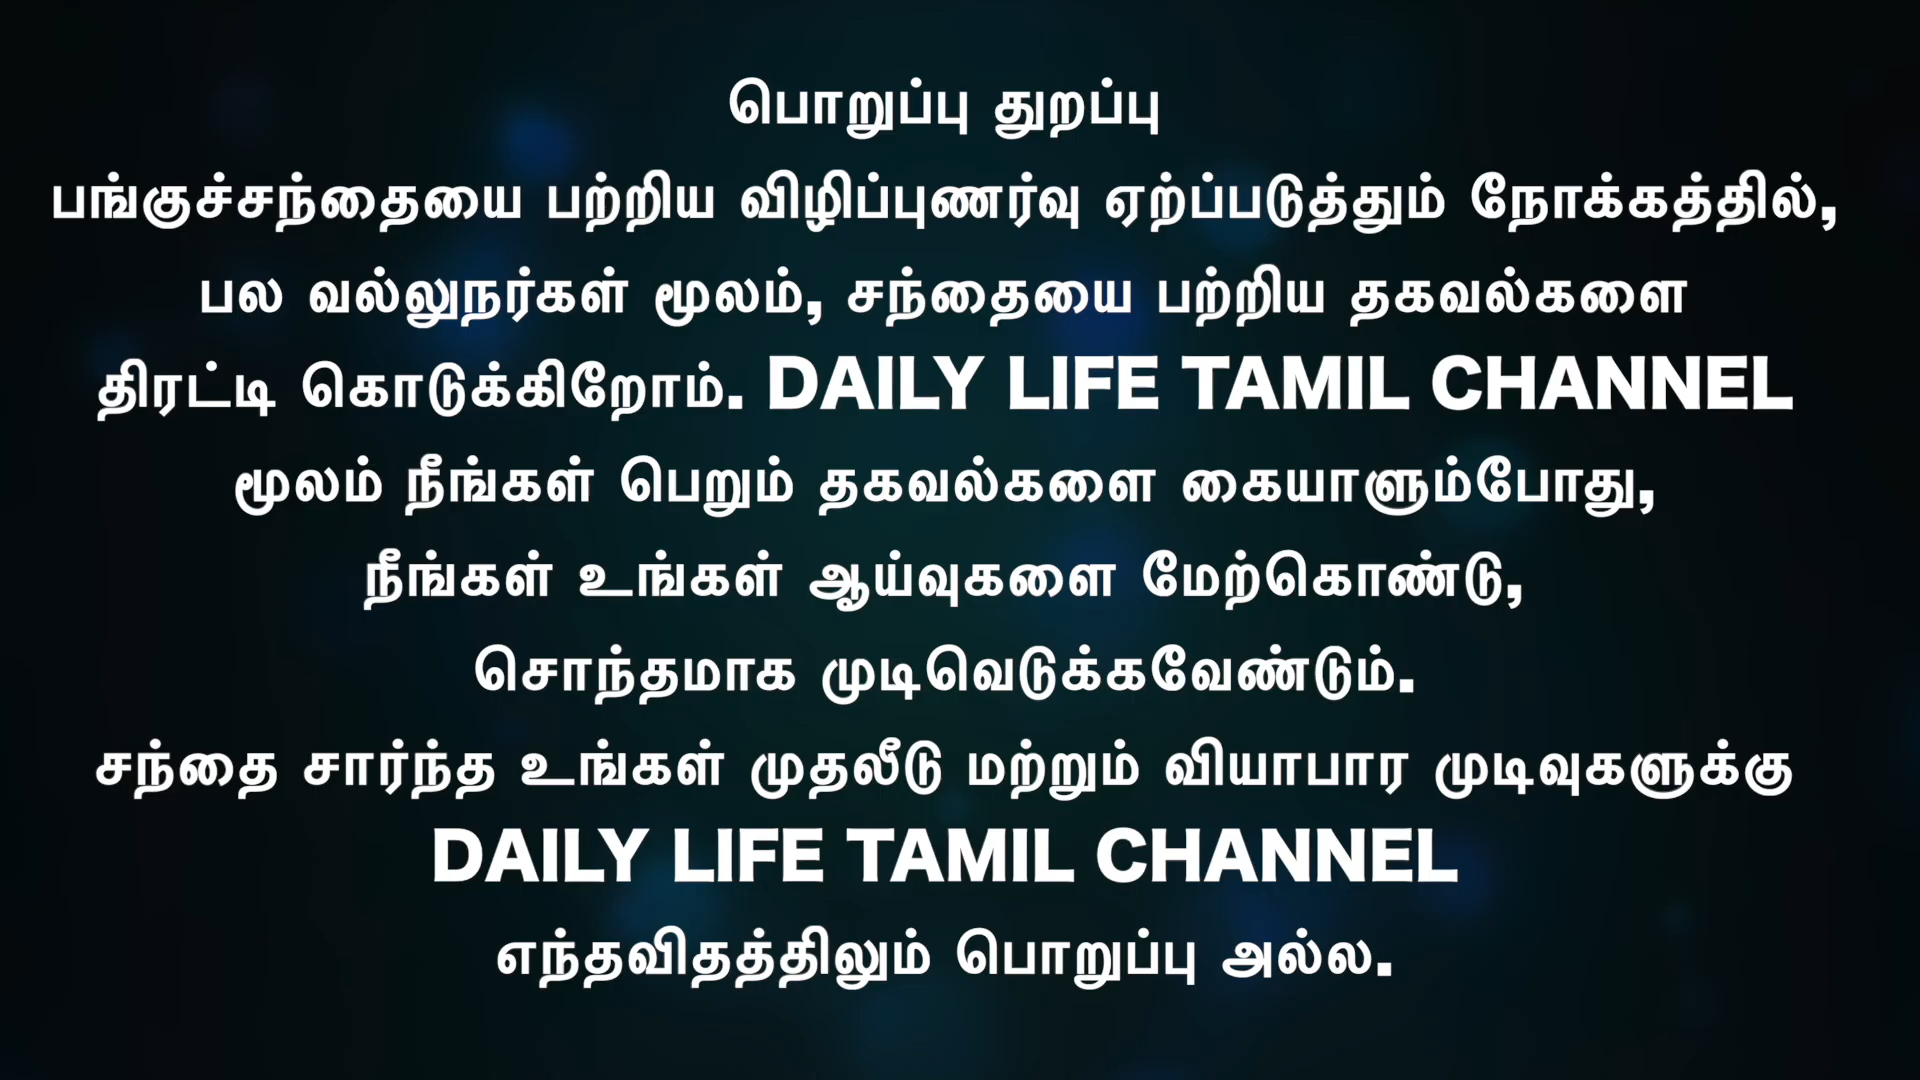 பொறுப்பு துறப்பு
பங்குச்சந்தையை பற்றிய விழிப்புணர்வு ஏற்ப்படுத்தும் நோக்கத்தில்,
பல வல்லுநர்கள் மூலம், சந்தையை பற்றிய தகவல்களை
திரட்டி கொடுக்கிறோம். DAILY LIFE TAMIL CHANNEL
மூலம் நீங்கள் பெறும் தகவல்களை கையாளும்போது,
நீங்கள் உங்கள் ஆய்வுகளை மேற்கொண்டு,
சொந்தமாக முடிவெடுக்கவேண்டும்.
சந்தை சார்ந்த உங்கள் முதலீடு மற்றும் வியாபார முடிவுகளுக்கு
DAILY LIFE TAMIL CHANNEL
எந்தவிதத்திலும் பொறுப்பு அல்ல.